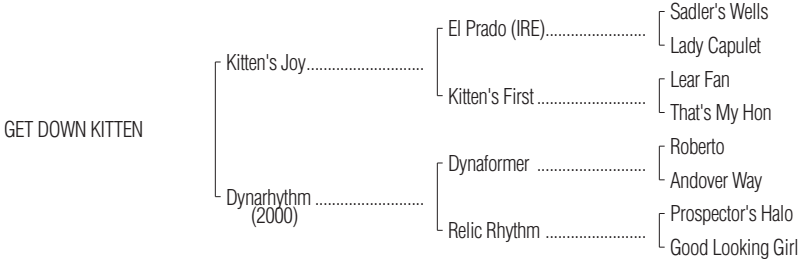 Sadler's Wells
El Prado (IRE)..........................
Lady Capulet
Kitten's Joy..............................
Lear Fan
Kitten's First ............................
That's My Hon
GET DOWN KITTEN
Roberto
Dynaformer ............................
Andover Way
Dynarhythm ............................
(2000)
Prospector's Halo
Relic Rhythm ..........................
Good Looking Girl